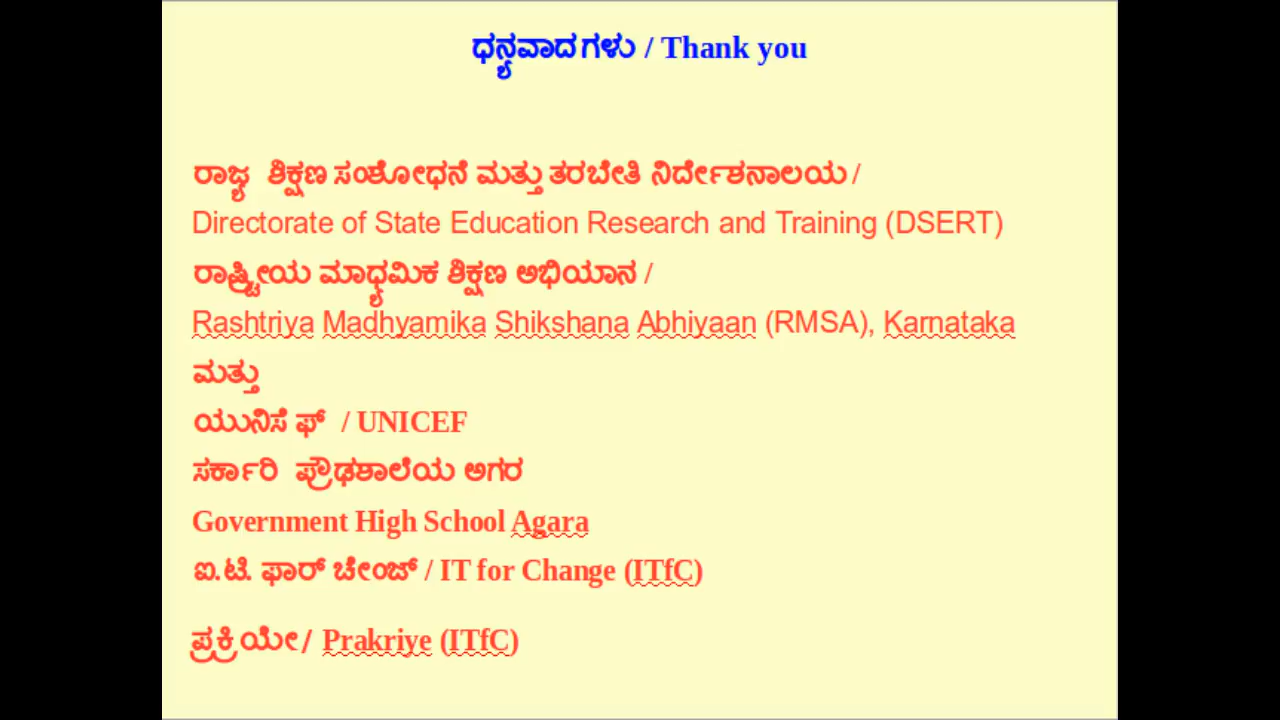 ಧನ್ಯವಾದಗಳು / Thank you
ರಾಜ್ಯ ಶಿಕ್ಷಣ ಸಂಶೋಧನೆ ಮತ್ತು ತರಬೇತಿ ನಿರ್ದೇಶನಾಲಯ /
Directorate of State Education Research and Training (DSERT)
ರಾಷ್ಟ್ರೀಯ ಮಾಧ್ಯಮಿಕ ಶಿಕ್ಷಣ ಅಭಿಯಾನ /
Rashtriya Madhyamika Shikshana Abhiyaan (RMSA), Karnataka
ಮತ್ತು
ಯುನಿಸೆಫ್ / UNICEF
ಸರ್ಕಾರಿ ಪ್ರೌಢಶಾಲೆಯ ಅಗರ
Government High School Agara
ಐ.ಟಿ. ಫಾರ್ ಚೇಂಜ್ / IT for Change (ITfC)
ಪ್ರಕ್ರಿಯೇ/ Prakriye (ITfC)